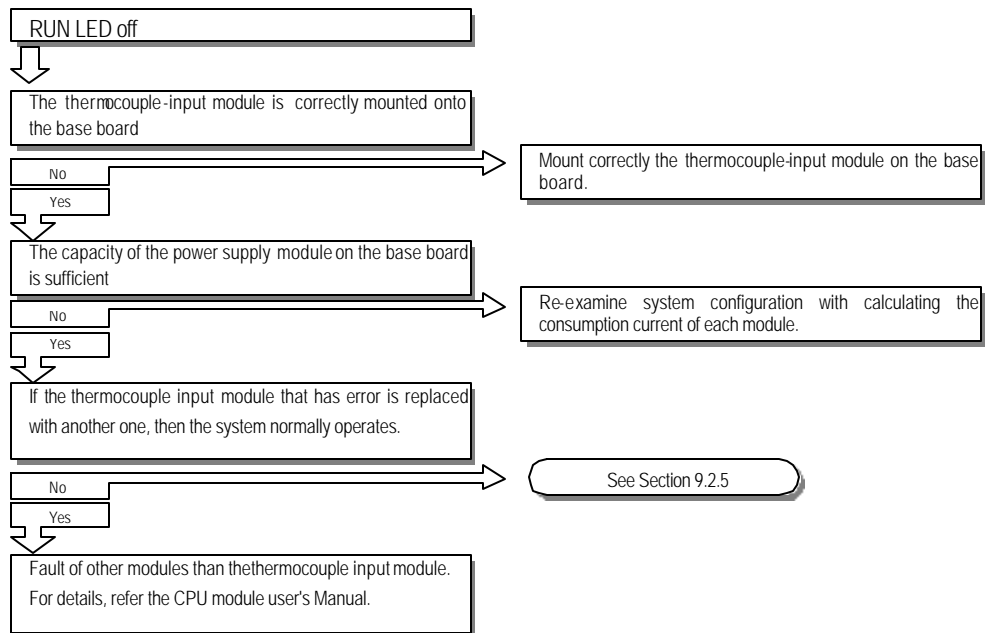 RUN LED off
The thermocouple-input module is correctly mounted onto
the base board
No
Mount correctly the thermocouple-input module on the base
board.
Yes
The capacity of the power supply module on the base board
is sufficient
No
Re-examine system configuration with calculating the
consumption current of each module.
Yes
If the thermocouple input module that has error is replaced
with another one, then the system normally operates.
No
See Section 9.2.5
Yes
Fault of other modules than thethermocouple input module.
For details, refer the CPU module user's Manual.